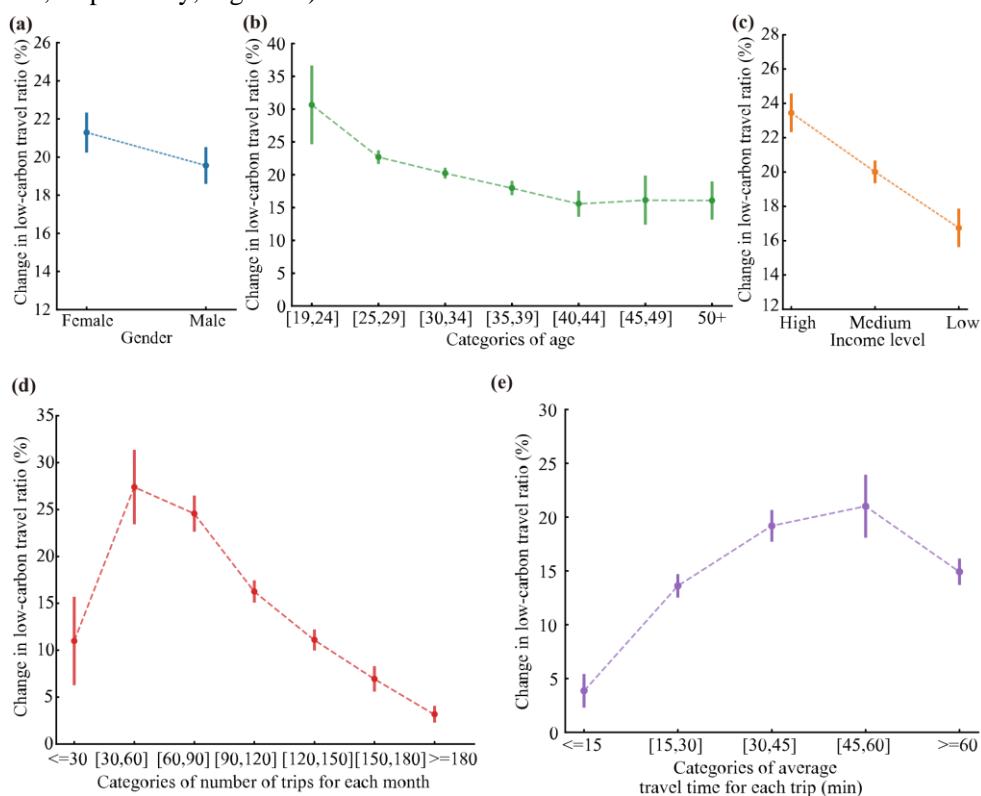 (a)
Change in low-carbon travel ratio (%)
26
24
22
20
18
16
14
12
Female
Male
Gender
(b)
Change in low-carbon travel ratio (%)
40
35
30
25
20
15
10
5
0
[19,24] [25,29] [30,34] [35,39] [40,44] [45,49] 50+
Categories of age
(c)
Change in low-carbon travel ratio (%)
28
26
24
22
20
18
16
14
12
High Medium Low
Income level
(d)
Change in low-carbon travel ratio (%)
35
30
25
20
15
10
5
0
<=30 [30,60] [60,90] [90,120] [120,150] [150,180] >=180
Categories of number of trips for each month
(e)
Change in low-carbon travel ratio (%)
30
25
20
15
10
5
0
<=15 [15,30] [30,45] [45,60] >=60
Categories of average
travel time for each trip (min)